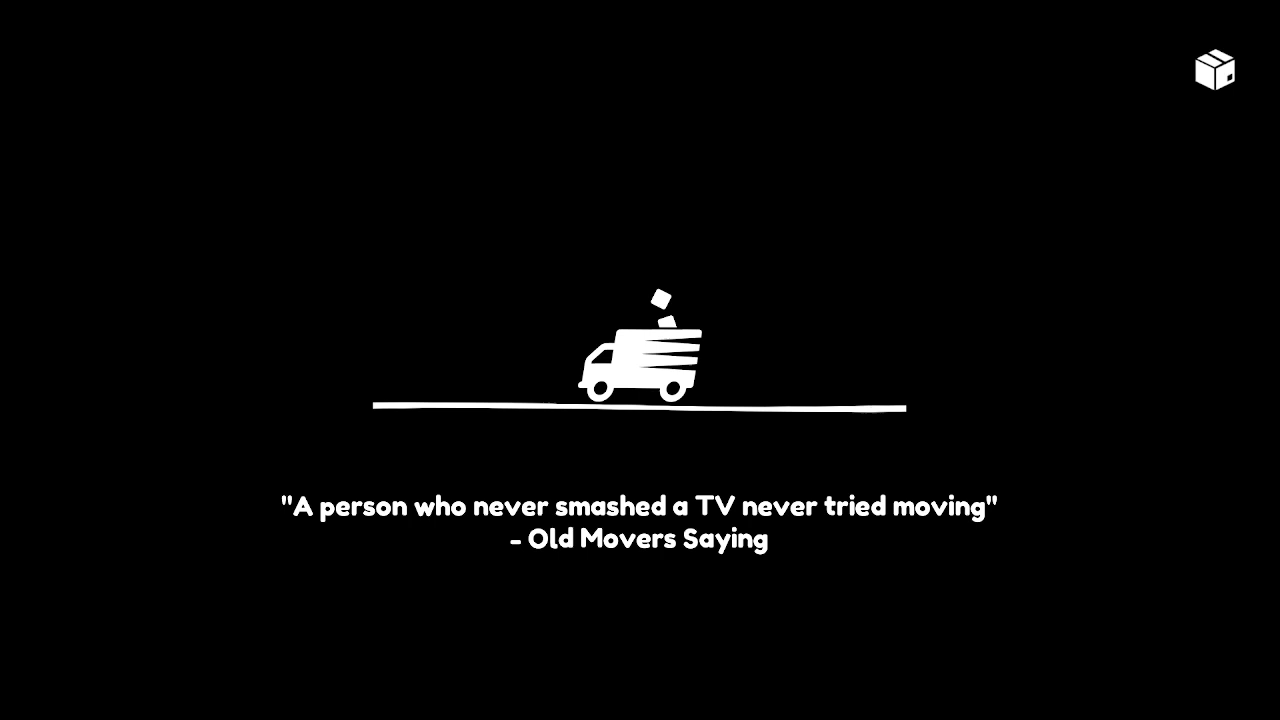 "A person who never smashed a TV never tried moving"
- Old Movers Saying